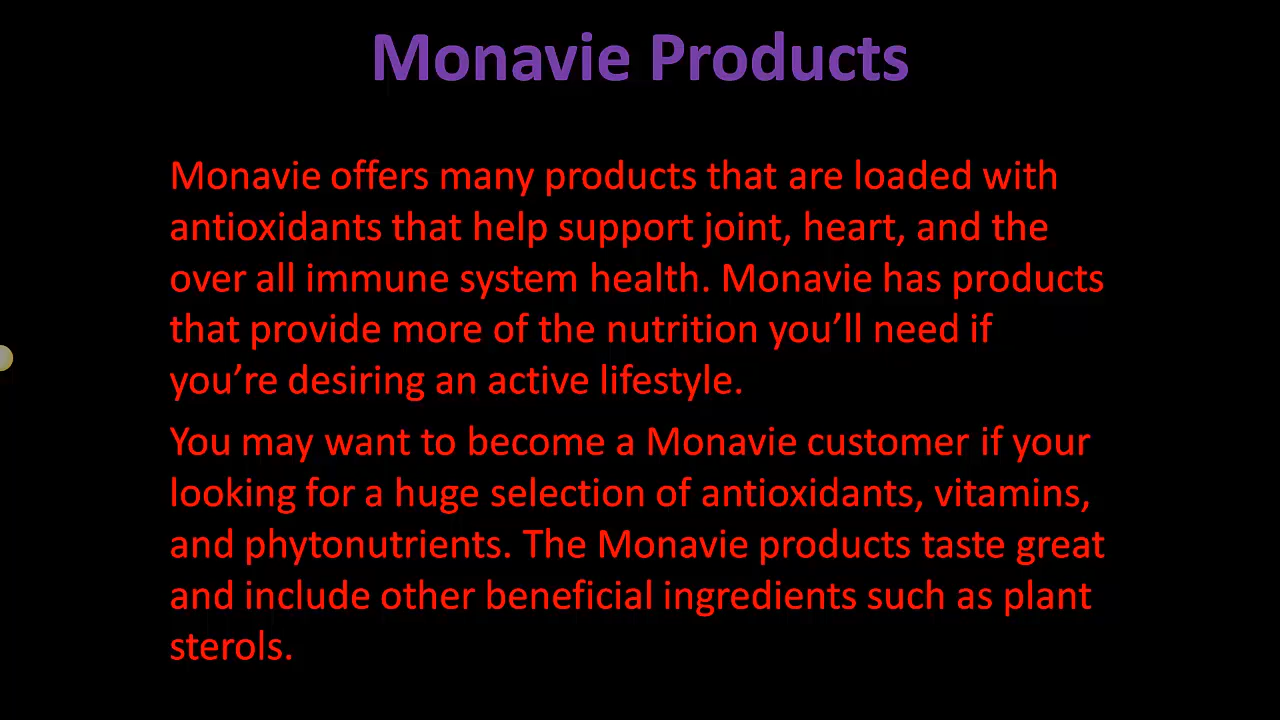 Monavie Products
Monavie offers many products that are loaded with
antioxidants that help support joint, heart, and the
over all immune system health. Monavie has products
that provide more of the nutrition you’ll need if
you’re desiring an active lifestyle.
You may want to become a Monavie customer if your
looking for a huge selection of antioxidants, vitamins,
and phytonutrients. The Monavie products taste great
and include other beneficial ingredients such as plant
sterols.